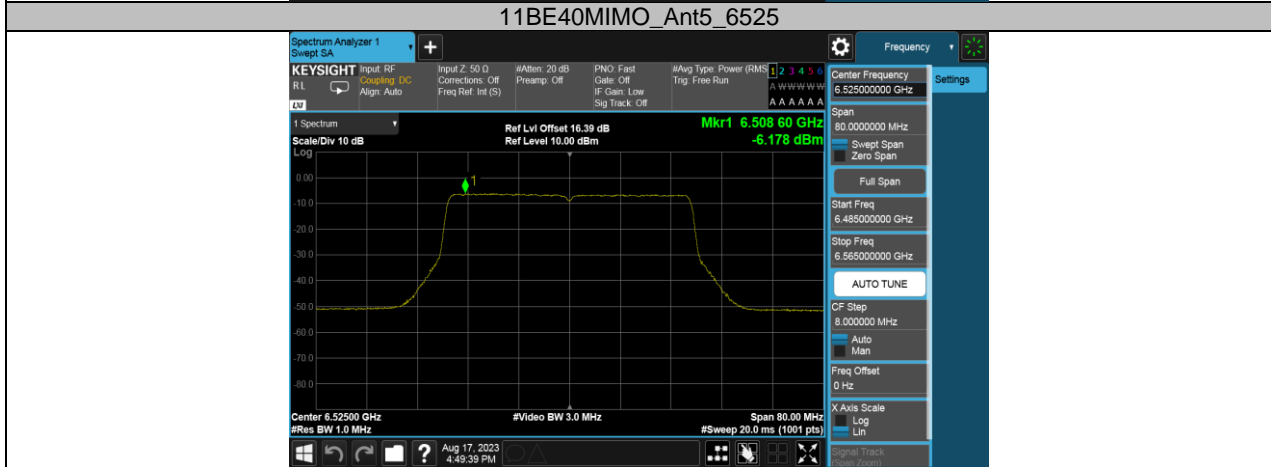 11BE40MIMO_Ant5_6525
Spectrum Analyzer 1
Swept SA
+
Frequency
KEYSIGHT
RL
LXI
Input: RF
Coupling: DC
Align: Auto
Input Z: 50 Ω
Corrections: Off
Freq Ref: Int (S)
#Atten: 20 dB
Preamp: Off
PNO: Fast
Gate: Off
IF Gain: Low
Sig Track: Off
#Avg Type: Power (RMS
Trig: Free Run
1 2 3 4 5 6
A W W W W W
A A A A A A
1 Spectrum
Scale/Div 10 dB
Log
Ref Lvl Offset 16.39 dB
Ref Level 10.00 dBm
Mkr1 6.508 60 GHz
-6.178 dBm
1
0.00
-10.0
-20.0
-30.0
-40.0
-50.0
-60.0
-70.0
-80.0
Center 6.52500 GHz
#Res BW 1.0 MHz
#Video BW 3.0 MHz
Span 80.00 MHz
#Sweep 20.0 ms (1001 pts)
?
Aug 17, 2023
4:49:39 PM
Center Frequency
6.525000000 GHz
Settings
Span
80.0000000 MHz
Swept Span
Zero Span
Full Span
Start Freq
6.485000000 GHz
Stop Freq
6.565000000 GHz
AUTO TUNE
CF Step
8.000000 MHz
Auto
Man
Freq Offset
0 Hz
X Axis Scale
Log
Lin
Signal Track
(Span Zoom)